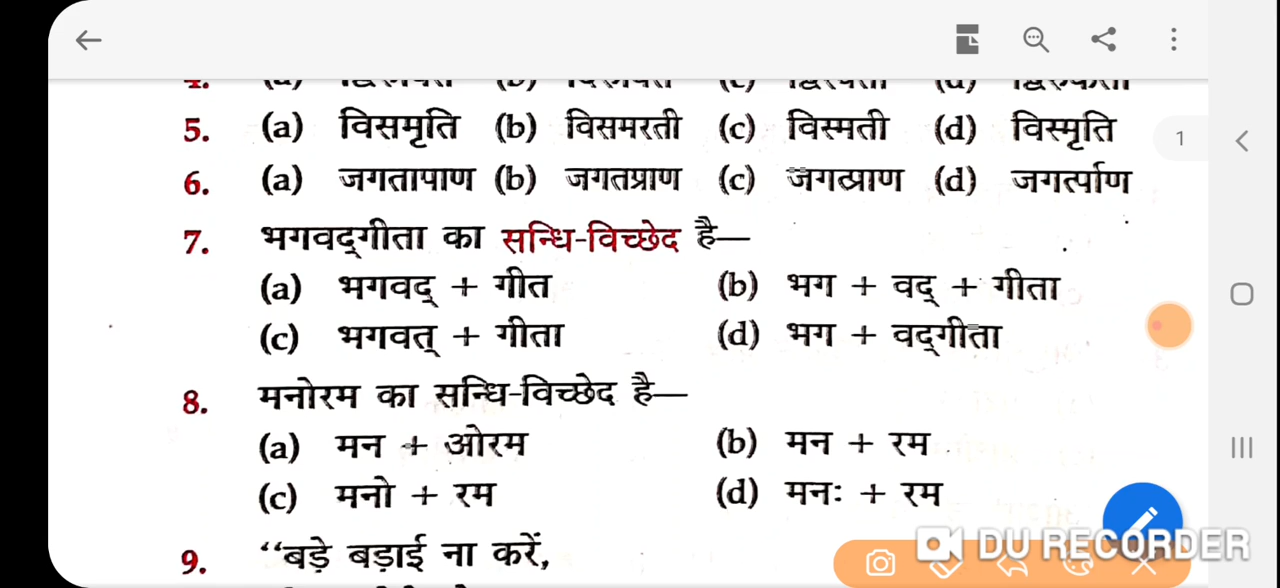 5. (a) विसमृति (b) विसमरती (c) विस्मती (d) विस्मृति
1
6. (a) जगतापाण (b) जगतप्राण (c) जगत्प्राण (d) जगर्त्पाण
7. भगवद्‌गीता का सन्धि-विच्छेद है—
(a) भगवद् + गीत (b) भग + वद् + गीता
(c) भगवत् + गीता (d) भग + वद्‌गीता
8. मनोरम का सन्धि-विच्छेद है—
(a) मन + ओरम (b) मन + रम
(c) मनो + रम (d) मनः + रम
9. “बड़े बड़ाई ना करें,
DU RECORDER